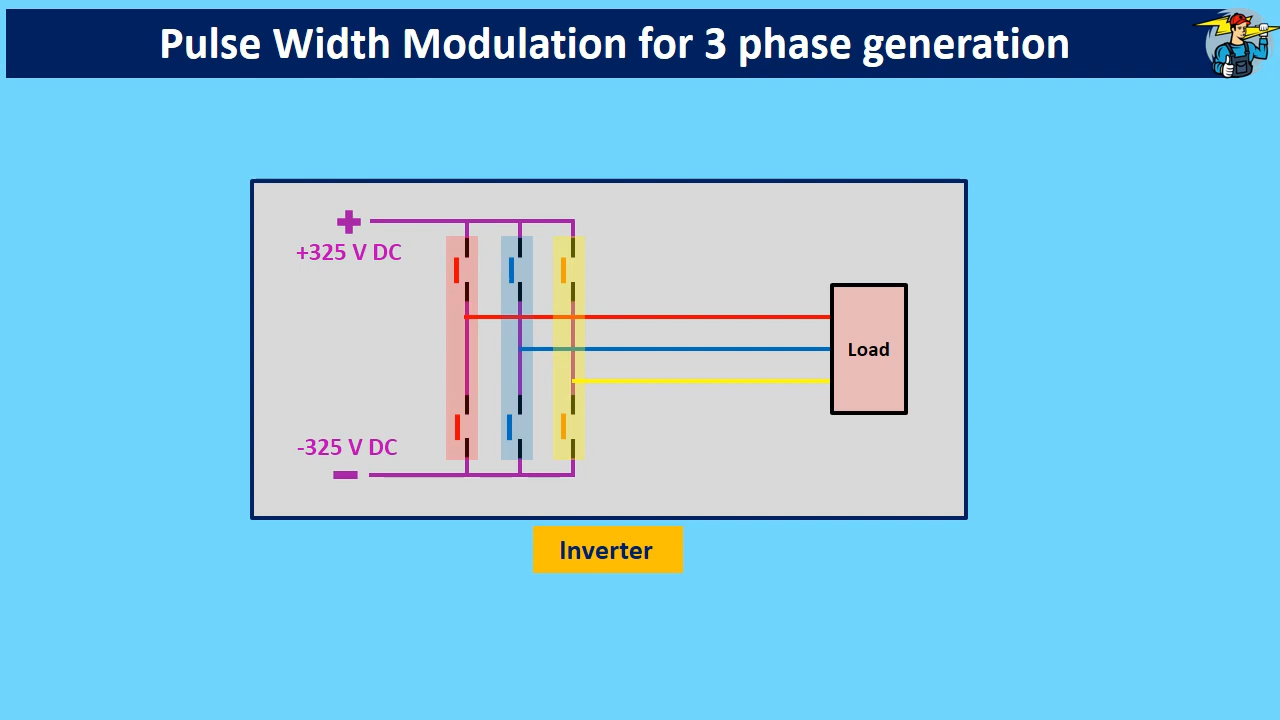 Pulse Width Modulation for 3 phase generation
+325 V DC
Load
-325 V DC
Inverter